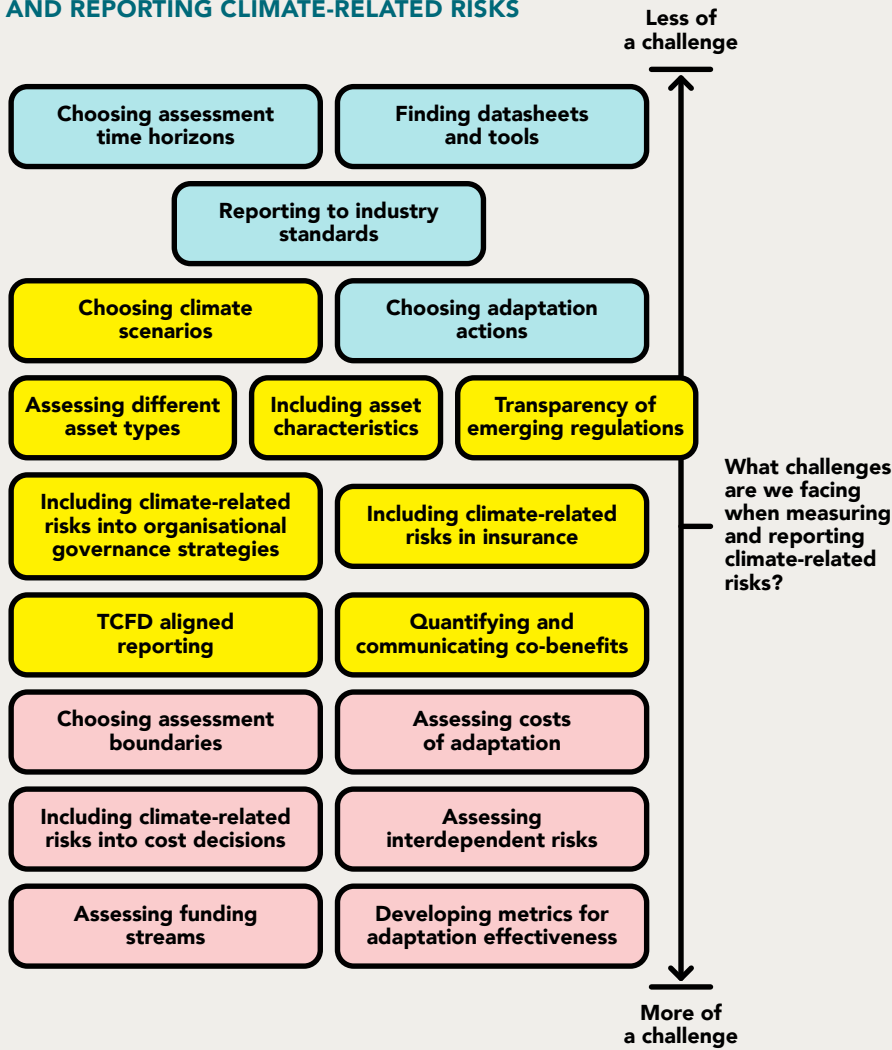 AND REPORTING CLIMATE-RELATED RISKS
Less of
a challenge
Choosing assessment
time horizons
Finding datasheets
and tools
Reporting to industry
standards
Choosing climate
scenarios
Choosing adaptation
actions
Assessing different
asset types
Including asset
characteristics
Transparency of
emerging regulations
Including climate-related
risks into organisational
governance strategies
Including climate-related
risks in insurance
What challenges
are we facing
when measuring
and reporting
climate-related
risks?
TCFD aligned
reporting
Quantifying and
communicating co-benefits
Choosing assessment
boundaries
Assessing costs
of adaptation
Including climate-related
risks into cost decisions
Assessing
interdependent risks
Assessing funding
streams
Developing metrics for
adaptation effectiveness
More of
a challenge